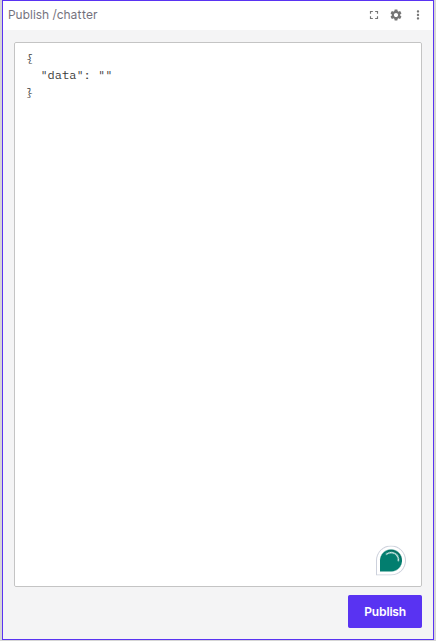 Publish /chatter
{
  "data": ""
}
Publish